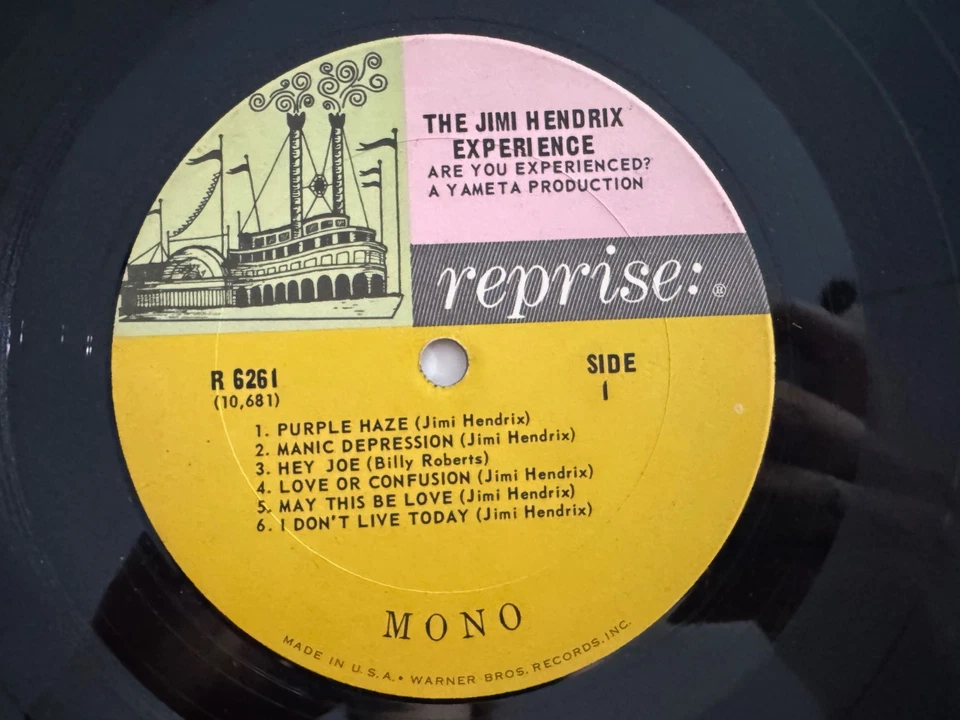 THE JIMI HENDRIX
EXPERIENCE
ARE YOU EXPERIENCED?
A YAMETA PRODUCTION
reprise: ®
R 6261
(10,681)
SIDE
1
1. PURPLE HAZE (Jimi Hendrix)
2. MANIC DEPRESSION (Jimi Hendrix)
3. HEY JOE (Billy Roberts)
4. LOVE OR CONFUSION (Jimi Hendrix)
5. MAY THIS BE LOVE (Jimi Hendrix)
6. I DON'T LIVE TODAY (Jimi Hendrix)
MONO
MADE IN U.S.A. • WARNER BROS. RECORDS, INC.